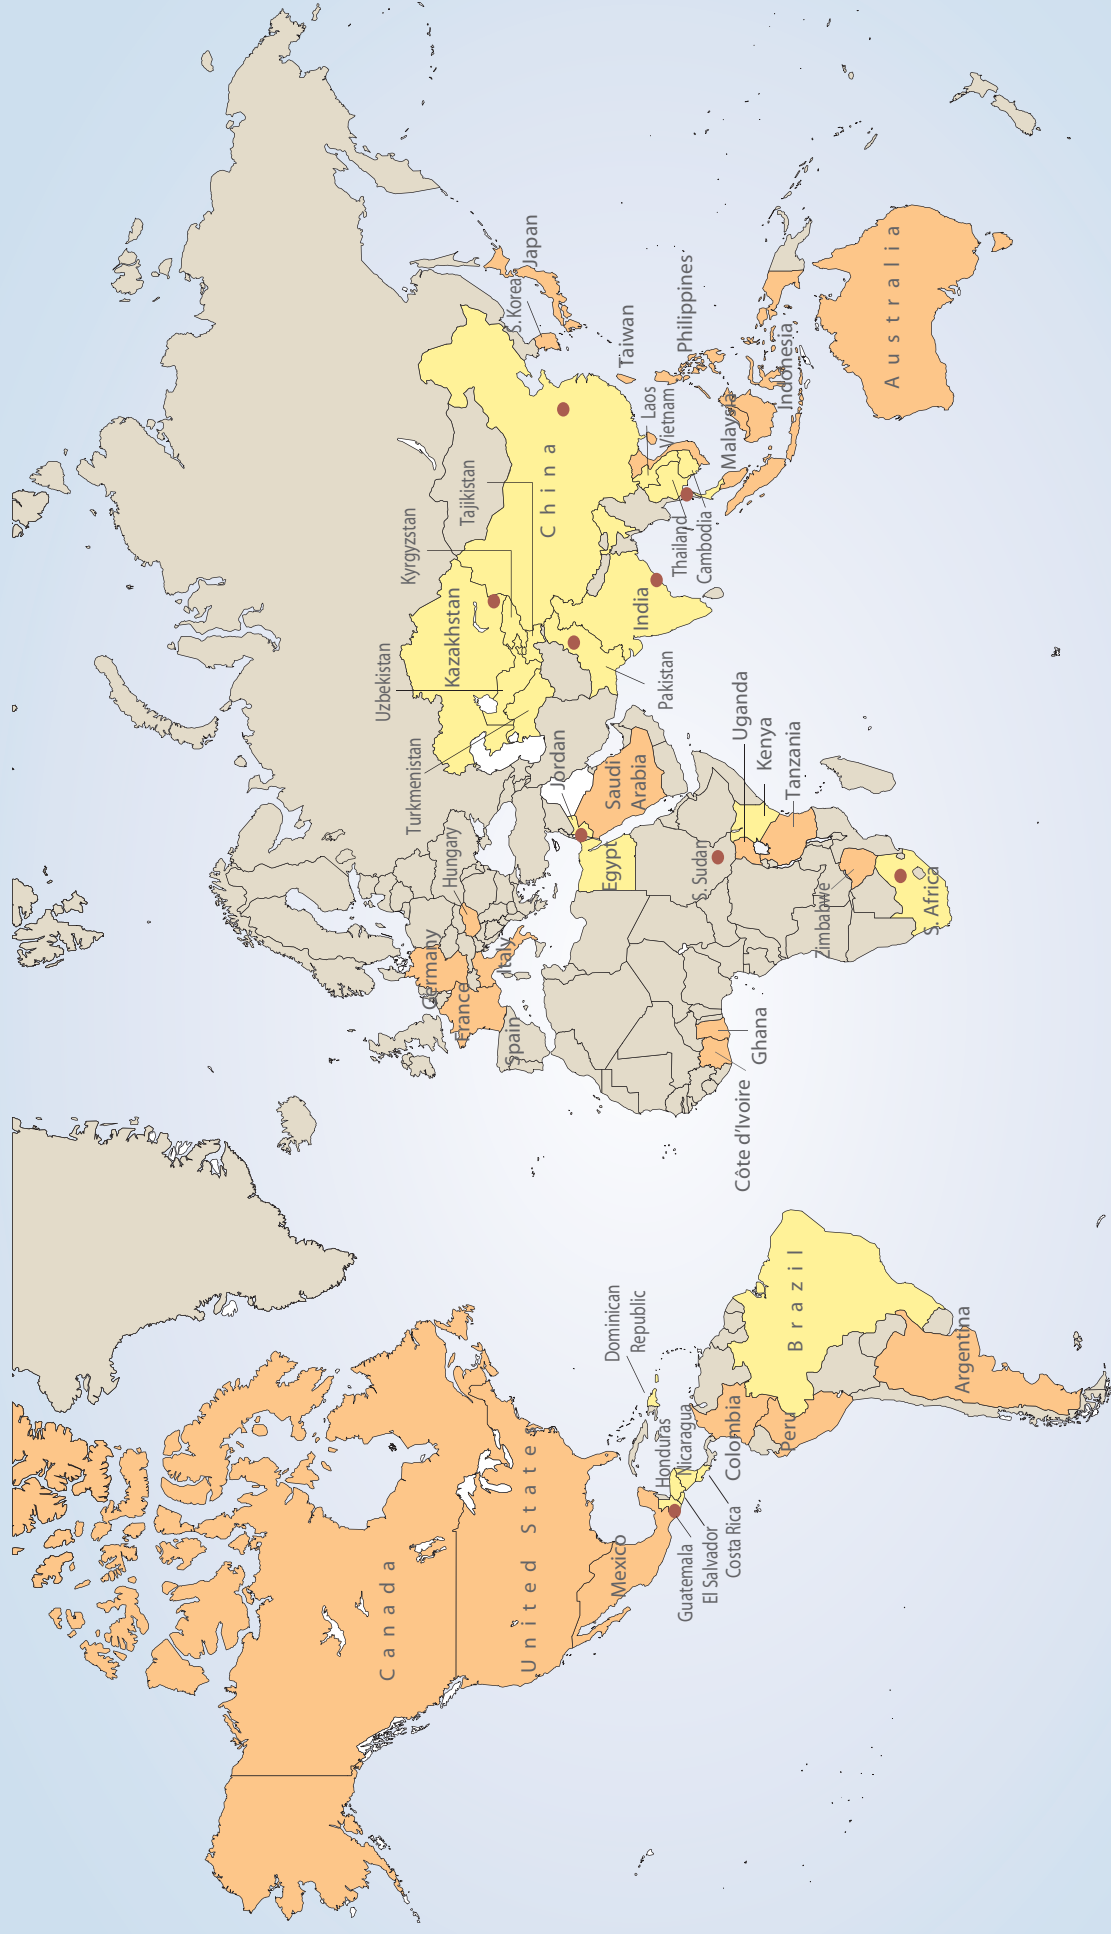 Canada
United States
Mexico
Guatemala
El Salvador
Costa Rica
Honduras
Nicaragua
Dominican
Republic
Colombia
Peru
Brazil
Argentina
Germany
France
Spain
Italy
Hungary
Côte d’Ivoire
Ghana
Egypt
S. Sudan
Zimbabwe
S. Africa
Uganda
Kenya
Tanzania
Jordan
Saudi
Arabia
Turkmenistan
Uzbekistan
Kazakhstan
Kyrgyzstan
Tajikistan
Pakistan
India
China
Thailand
Cambodia
Laos
Vietnam
Malaysia
Indonesia
Philippines
Taiwan
S.Korea
Japan
Australia